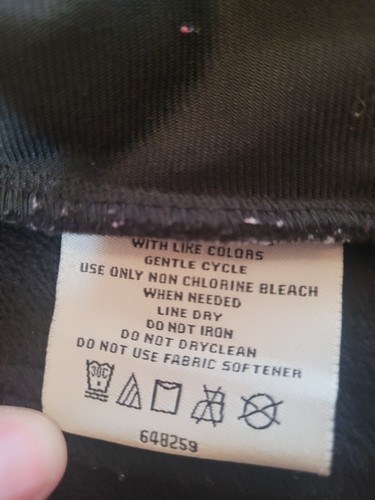 WITH LIKE COLORS
GENTLE CYCLE
USE ONLY NON CHLORINE BLEACH
WHEN NEEDED
LINE DRY
DO NOT IRON
DO NOT DRYCLEAN
DO NOT USE FABRIC SOFTENER
30C
648259